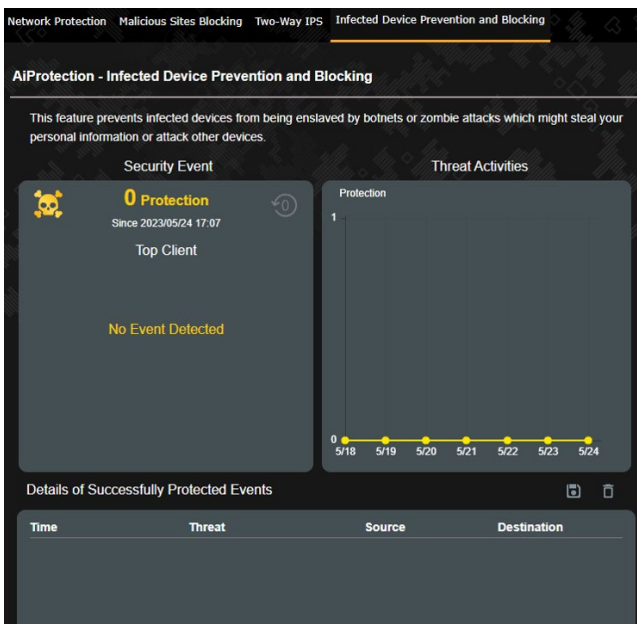 Network Protection Malicious Sites Blocking Two-Way IPS Infected Device Prevention and Blocking
AiProtection - Infected Device Prevention and Blocking
This feature prevents infected devices from being enslaved by botnets or zombie attacks which might steal your
personal information or attack other devices.
Security Event
0 Protection
0
Since 2023/05/24 17:07
Top Client
No Event Detected
Threat Activities
Protection
1
0
5/18 5/19 5/20 5/21 5/22 5/23 5/24
Details of Successfully Protected Events
Time Threat Source Destination